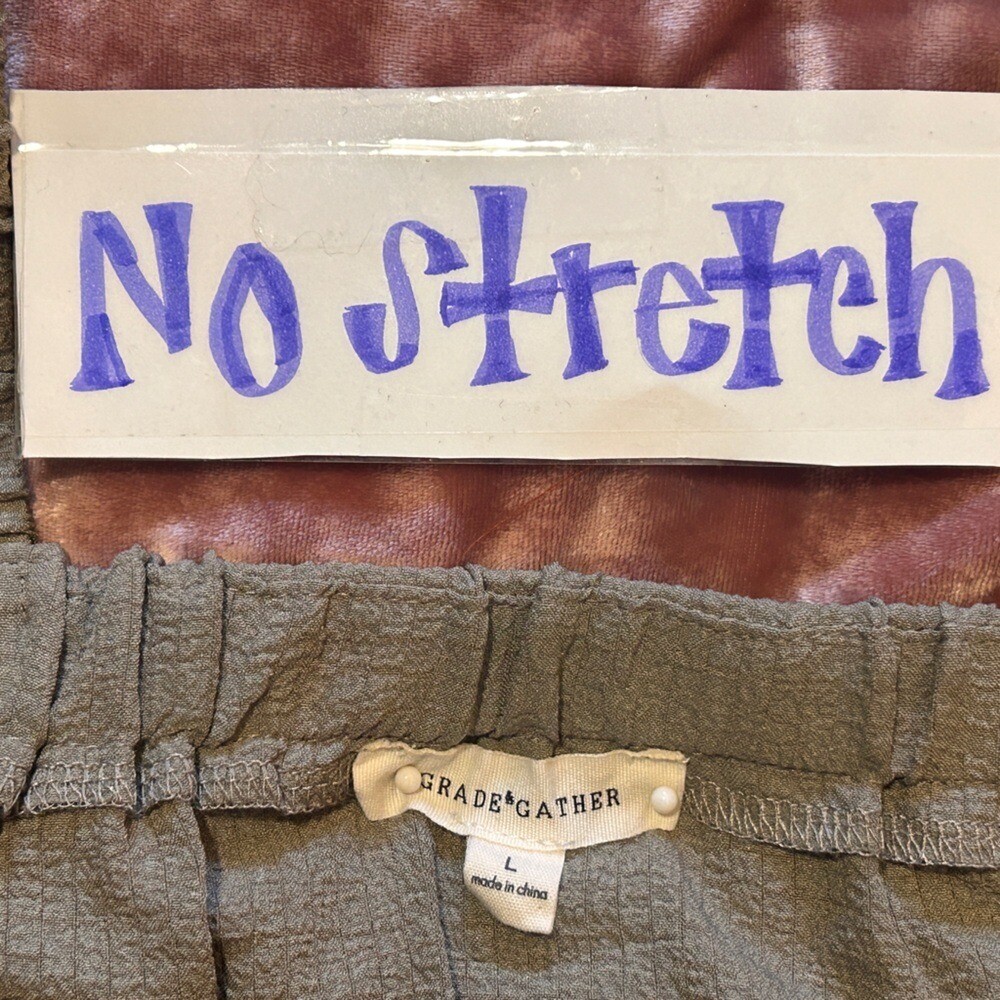 No stretch
GRADE & GATHER
L
made in china